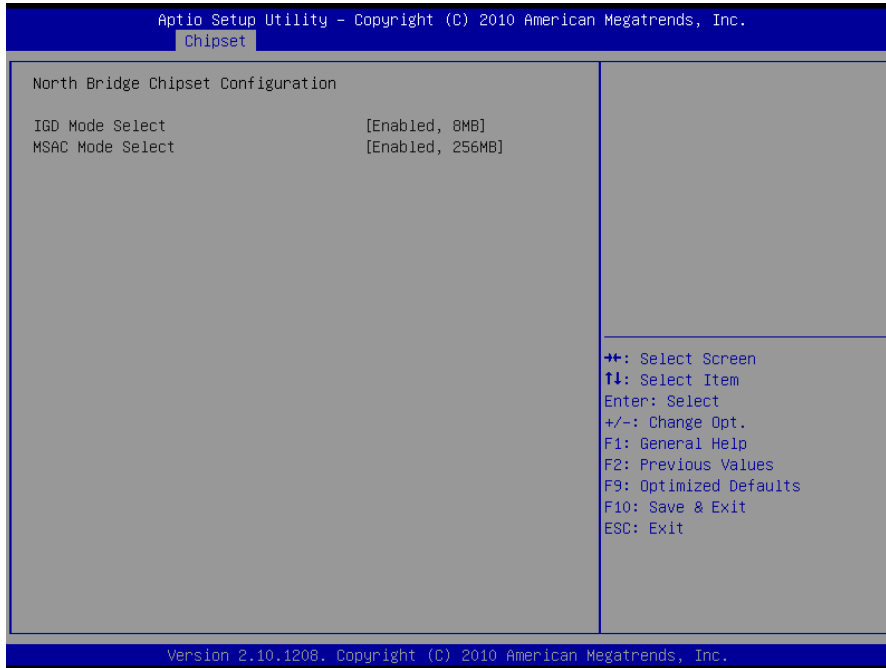 Aptio Setup Utility – Copyright (C) 2010 American Megatrends, Inc.
Chipset
North Bridge Chipset Configuration
IGD Mode Select [Enabled, 8MB]
MSAC Mode Select [Enabled, 256MB]
→←: Select Screen
↑↓: Select Item
Enter: Select
+/-: Change Opt.
F1: General Help
F2: Previous Values
F9: Optimized Defaults
F10: Save & Exit
ESC: Exit
Version 2.10.1208. Copyright (C) 2010 American Megatrends, Inc.